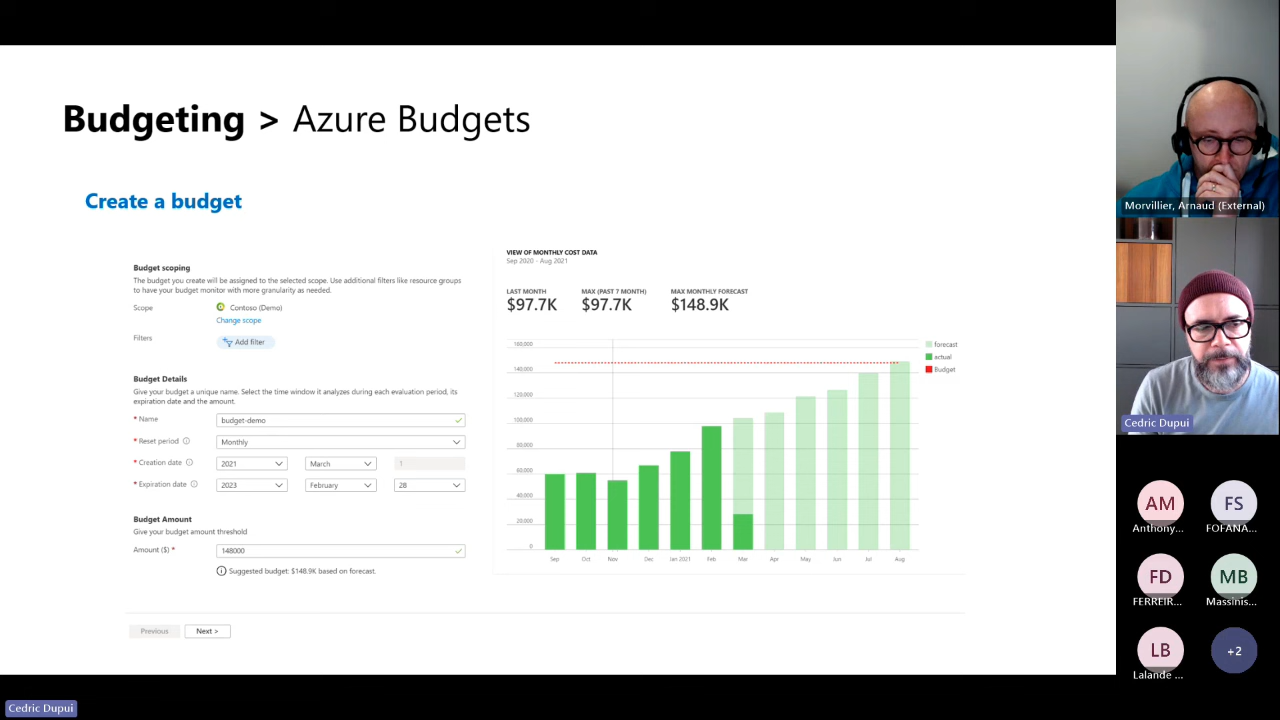 Budgeting > Azure Budgets
Create a budget
Budget scoping
The budget you create will be assigned to the selected scope. Use additional filters like resource groups
to have your budget monitor with more granularity as needed.
Scope
Contoso (Demo)
Change scope
Filters
Add filter
Budget Details
Give your budget a unique name. Select the time window it analyzes during each evaluation period, its
expiration date and the amount.
* Name
budget-demo
* Reset period
Monthly
* Creation date
2021
March
1
* Expiration date
2023
February
28
Budget Amount
Give your budget amount threshold
Amount ($) *
148000
Suggested budget: $148.9K based on forecast.
Previous
Next >
VIEW OF MONTHLY COST DATA
Sep 2020 - Aug 2021
LAST MONTH
$97.7K
MAX (PAST 7 MONTH)
$97.7K
MAX MONTHLY FORECAST
$148.9K
160,000
140,000
120,000
100,000
80,000
60,000
40,000
20,000
0
Sep Oct Nov Dec Jan 2021 Feb Mar Apr May Jun Jul Aug
forecast
actual
Budget
Morvillier, Arnaud (External)
Cedric Dupui
AM
Anthony...
FS
FOFANA...
FD
FERREIR...
MB
Massinis...
LB
Lalande ...
+2
Cedric Dupui